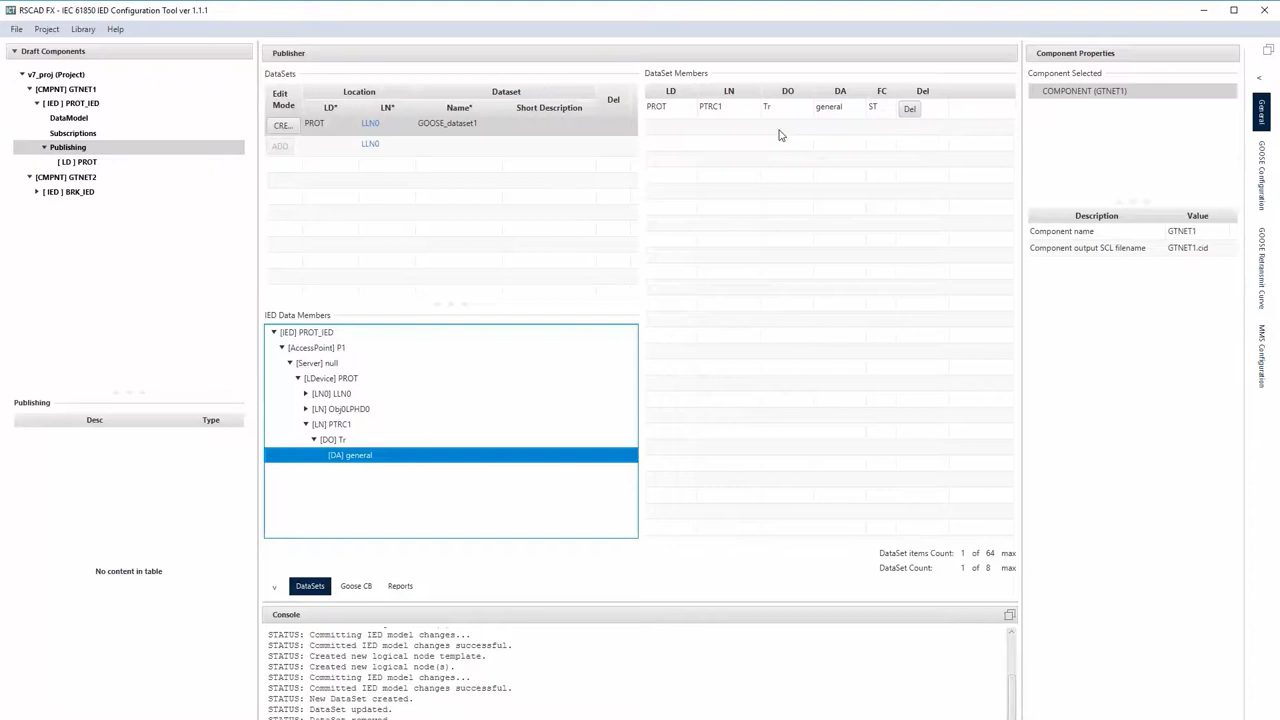 RSCAD FX - IEC 61850 IED Configuration Tool ver 1.1.1
File Project Library Help
Draft Components
v7_proj (Project)
[CMPNT] GTNET1
[ IED ] PROT_IED
DataModel
Subscriptions
Publishing
[ LD ] PROT
[CMPNT] GTNET2
[ IED ] BRK_IED
Publishing
Desc Type
No content in table
Publisher
DataSets
Edit Mode Location Dataset Del
LD* LN* Name* Short Description
CRE... PROT LLN0 GOOSE_dataset1
ADD LLN0
IED Data Members
[IED] PROT_IED
[AccessPoint] P1
[Server] null
[LDevice] PROT
[LN0] LLN0
[LN] Obj0LPHD0
[LN] PTRC1
[DO] Tr
[DA] general
DataSet Members
LD LN DO DA FC Del
PROT PTRC1 Tr general ST Del
DataSet items Count: 1 of 64 max
DataSet Count: 1 of 8 max
v DataSets Goose CB Reports
Console
STATUS: Committing IED model changes...
STATUS: Committed IED model changes successful.
STATUS: Created new logical node template.
STATUS: Created new logical node(s).
STATUS: Committing IED model changes...
STATUS: Committed IED model changes successful.
STATUS: New DataSet created.
STATUS: DataSet updated.
STATUS: DataSet removed
Component Properties
Component Selected
COMPONENT (GTNET1)
Description Value
Component name GTNET1
Component output SCL filename GTNET1.cid
<
General
GOOSE Configuration
GOOSE Retransmit Curve
MMS Configuration